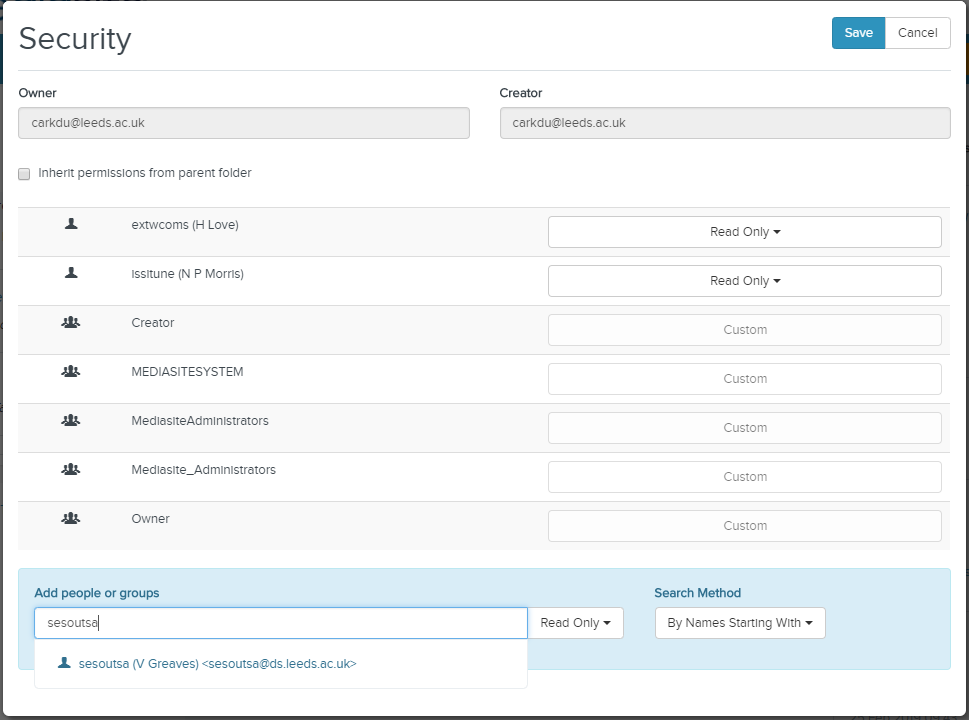 Security
Save
Cancel
Owner
Creator
carkdu@leeds.ac.uk
carkdu@leeds.ac.uk
Inherit permissions from parent folder
extwcoms (H Love)
Read Only
issitune (N P Morris)
Read Only
Creator
Custom
MEDIASITESYSTEM
Custom
MediasiteAdministrators
Custom
Mediasite_Administrators
Custom
Owner
Custom
Add people or groups
Search Method
sesoutsa
Read Only
By Names Starting With
sesoutsa (V Greaves) <sesoutsa@ds.leeds.ac.uk>